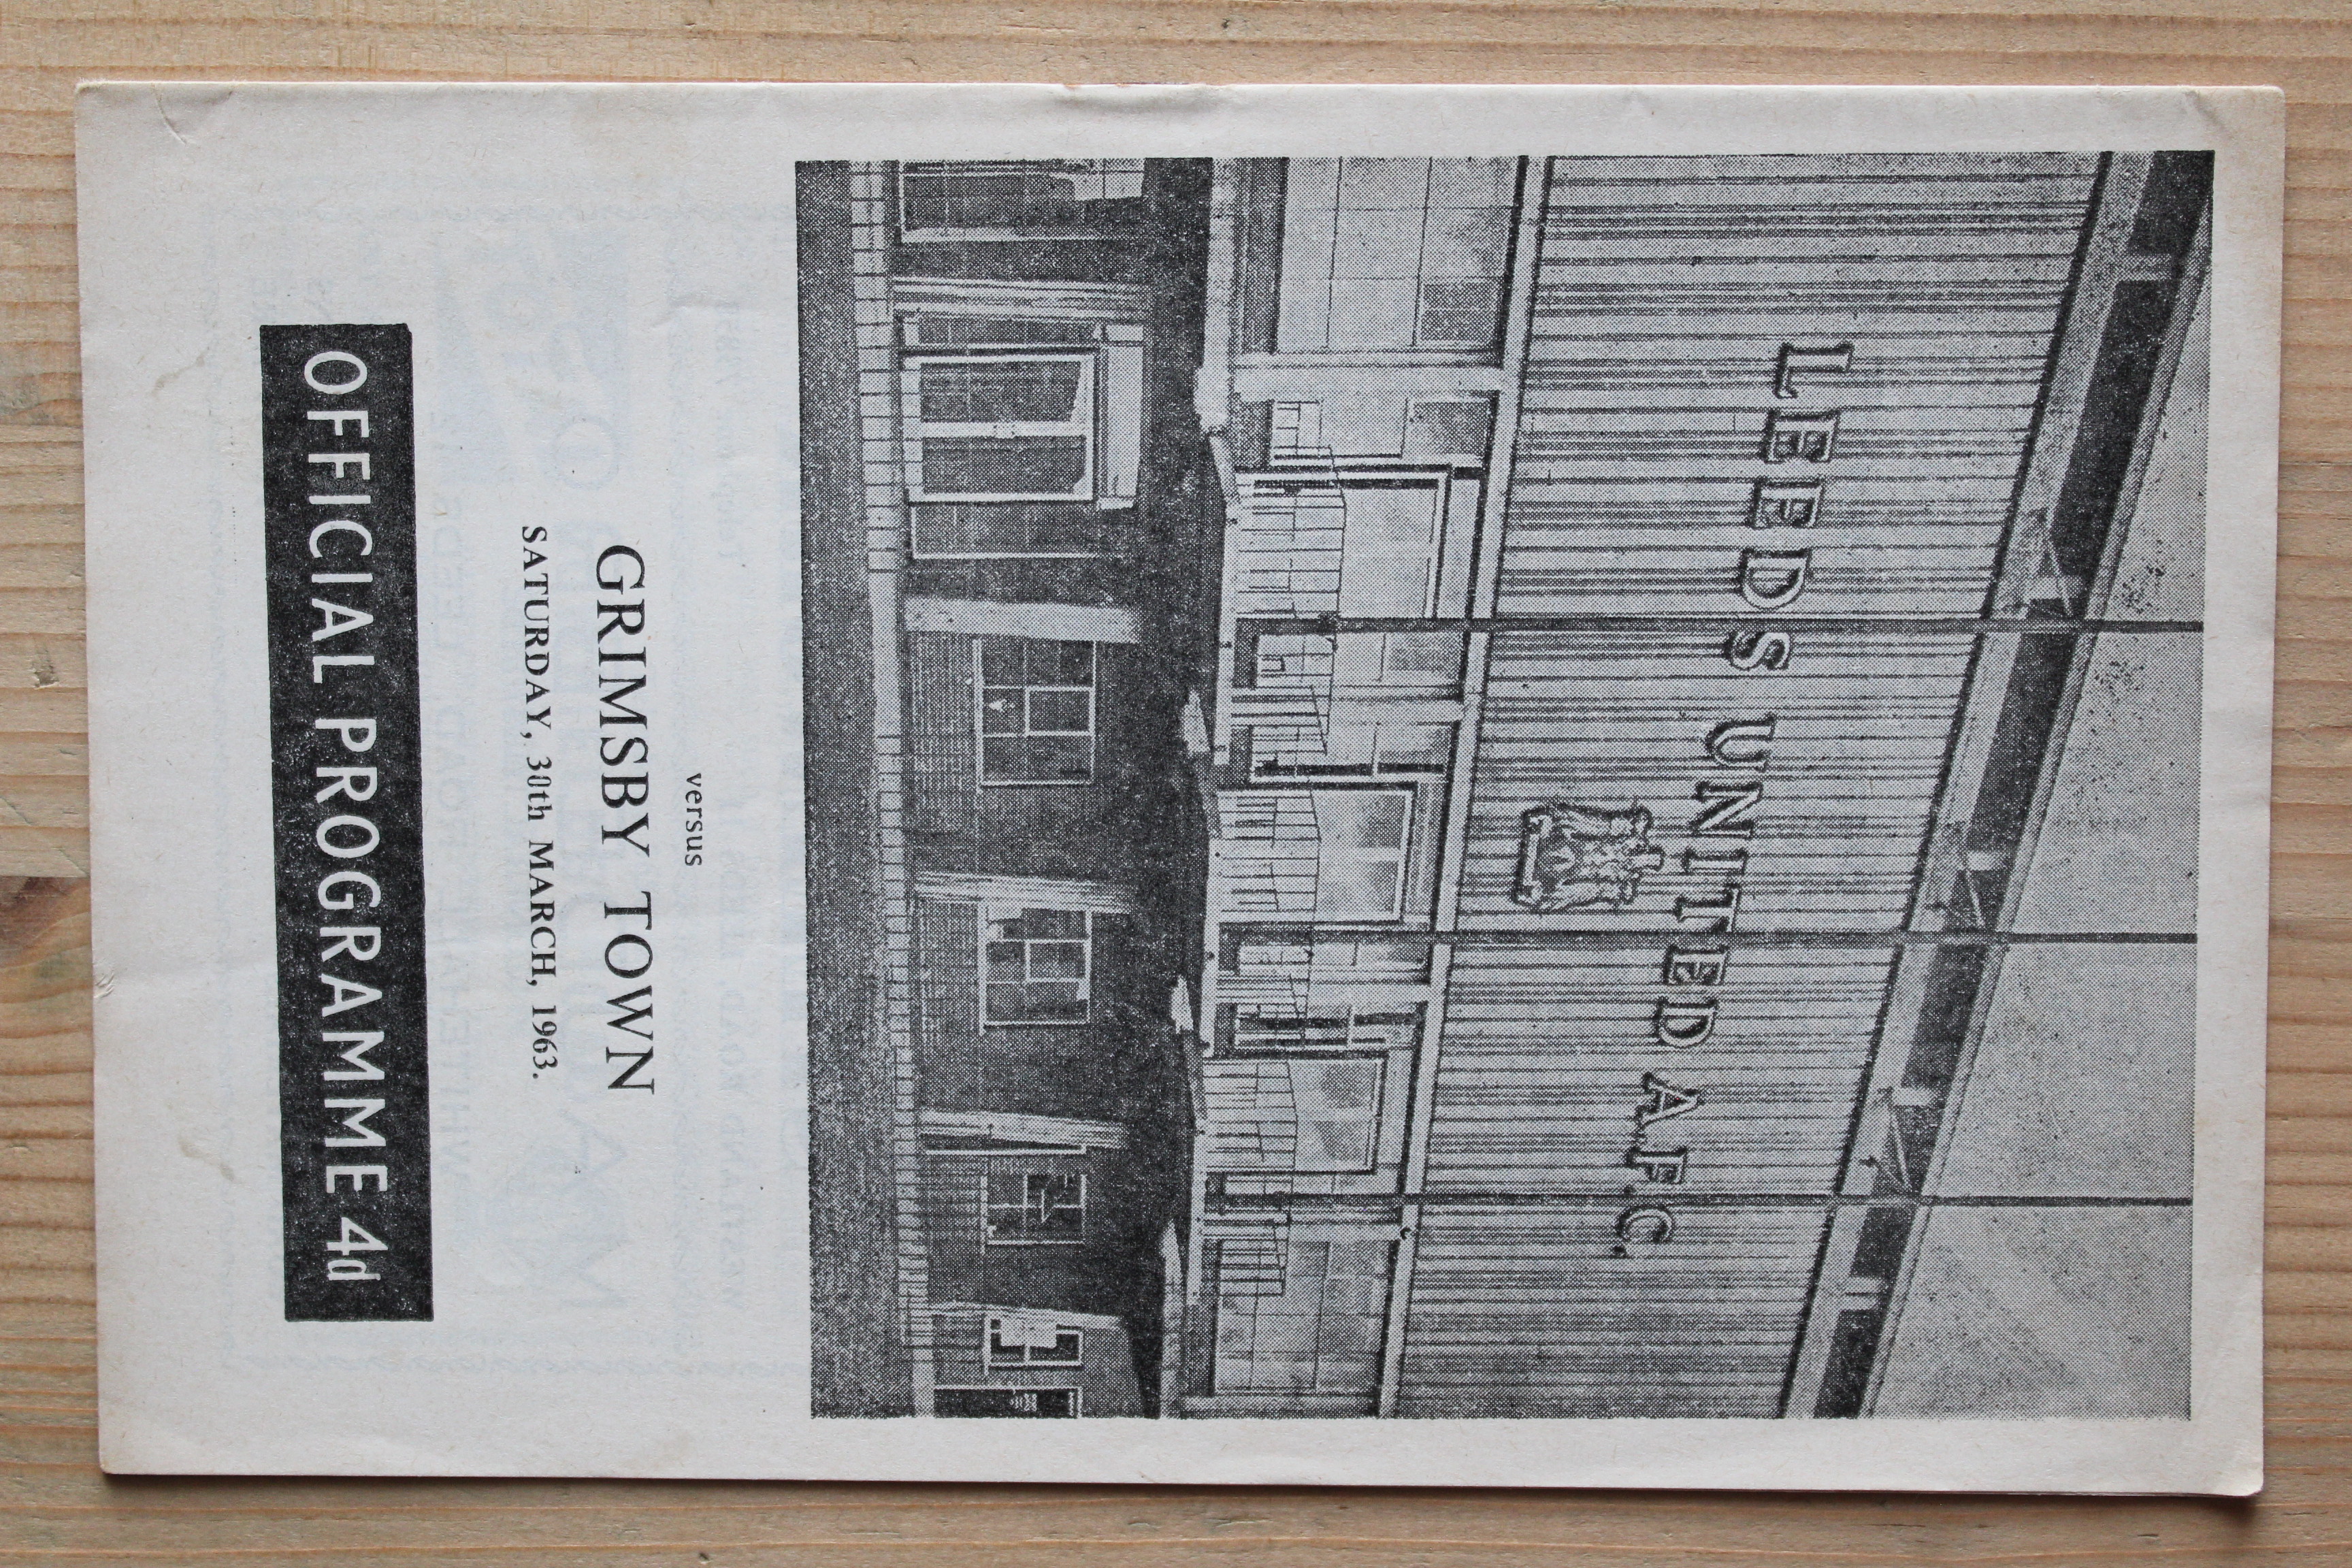 LEEDS UNITED A.F.C.
versus
GRIMSBY TOWN
SATURDAY, 30th MARCH, 1963.
OFFICIAL PROGRAMME 4d